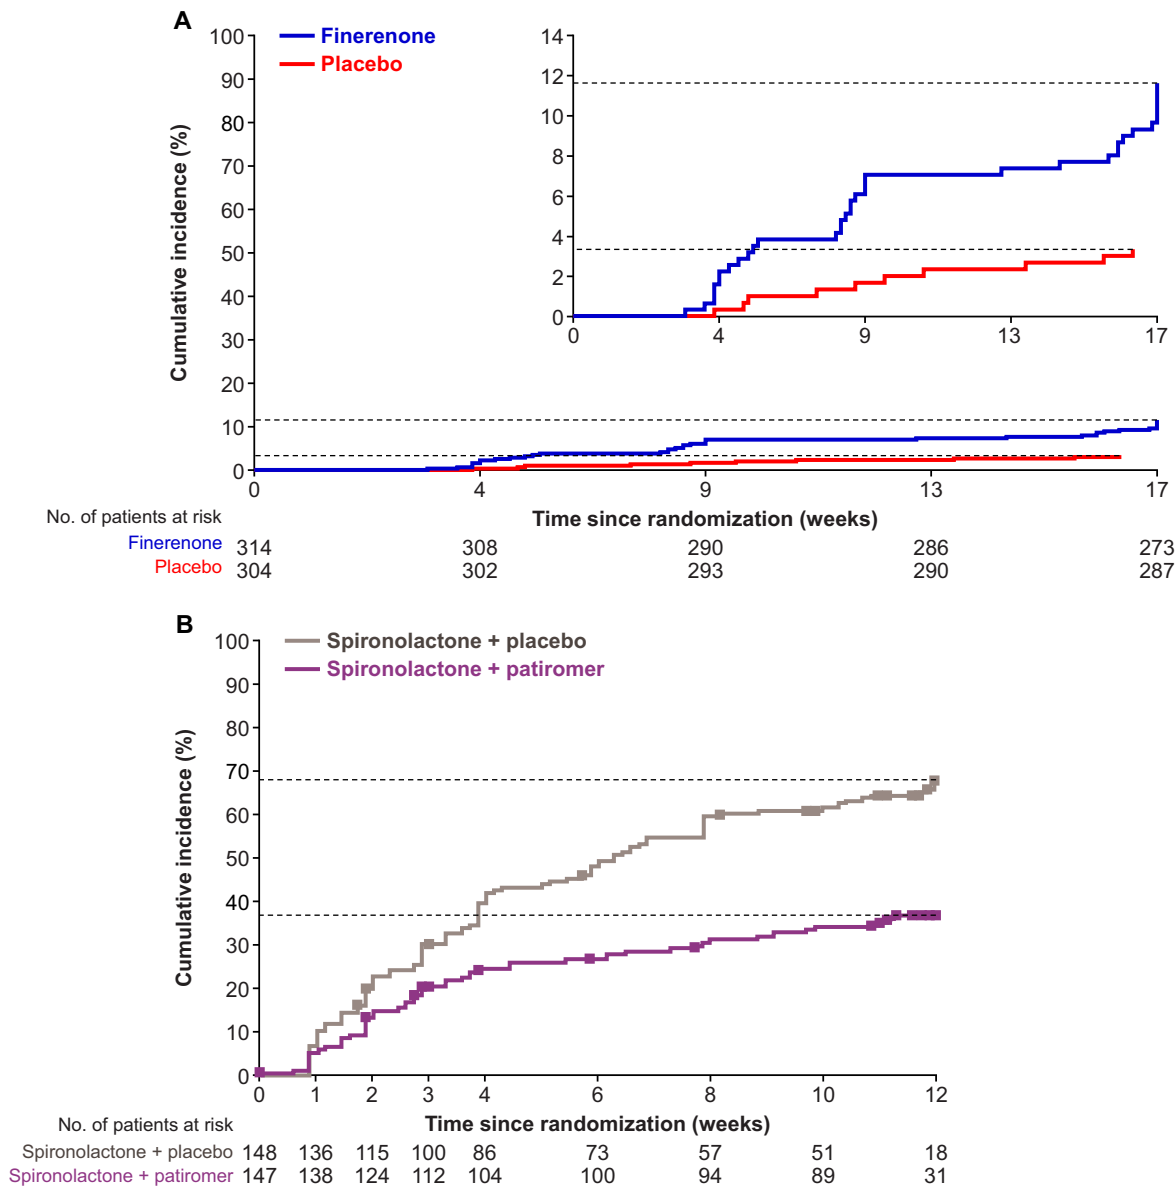 A
Finerenone
Placebo
Cumulative incidence (%)
100
90
80
70
60
50
40
30
20
10
0
0 4 9 13 17
14
12
10
8
6
4
2
0
0 4 9 13 17
Time since randomization (weeks)
No. of patients at risk
Finerenone 314 308 290 286 273
Placebo 304 302 293 290 287
B
Spironolactone + placebo
Spironolactone + patiromer
Cumulative incidence (%)
100
90
80
70
60
50
40
30
20
10
0
0 1 2 3 4 6 8 10 12
Time since randomization (weeks)
No. of patients at risk
Spironolactone + placebo 148 136 115 100 86 73 57 51 18
Spironolactone + patiromer 147 138 124 112 104 100 94 89 31